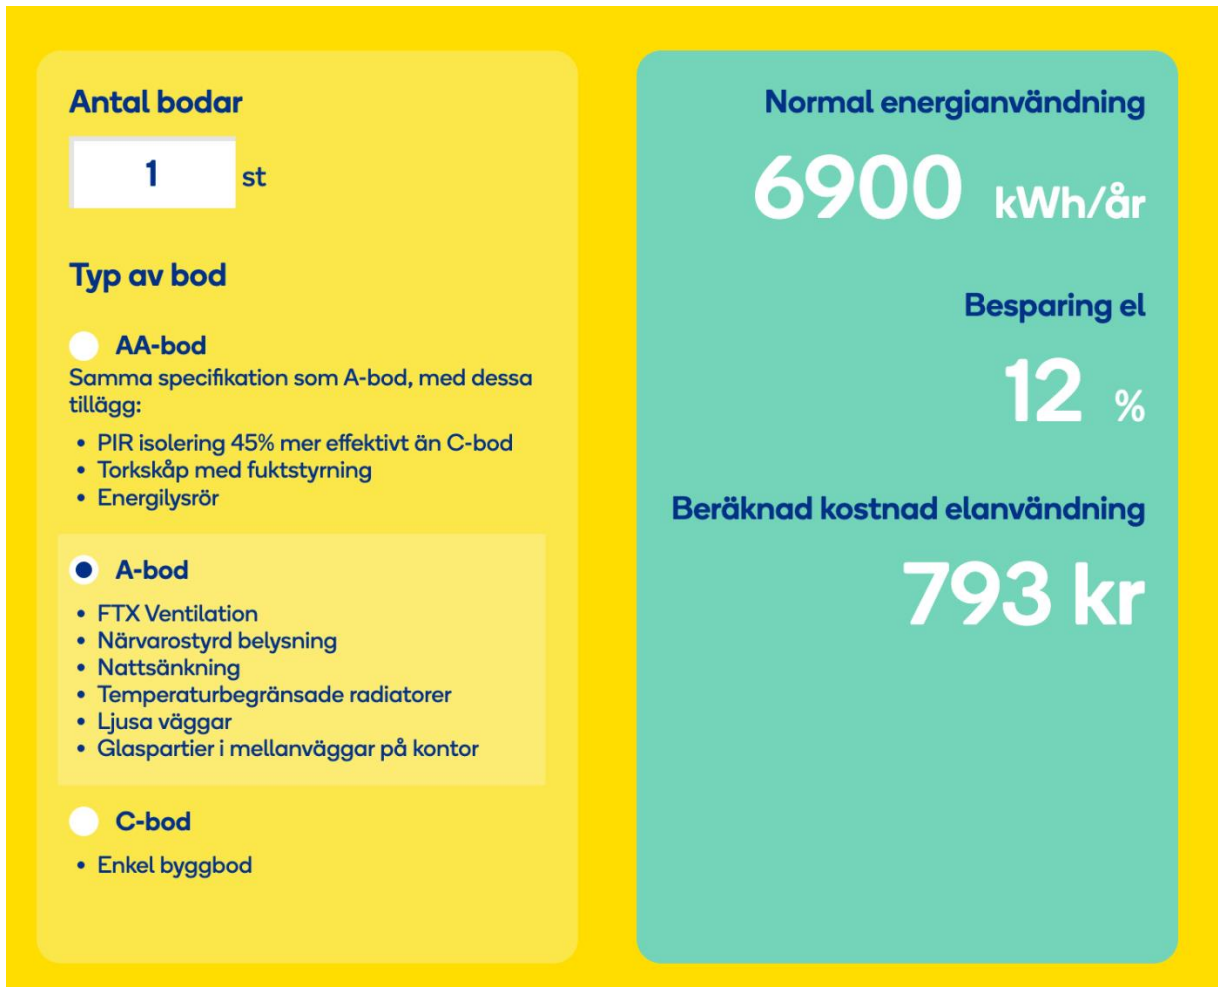 Antal bodar
1 st
Typ av bod
AA-bod
Samma specifikation som A-bod, med dessa
tillägg:
• PIR isolering 45% mer effektivt än C-bod
• Torkskåp med fuktstyrning
• Energilysrör
A-bod
• FTX Ventilation
• Närvarostyrd belysning
• Nattsänkning
• Temperaturbegränsade radiatorer
• Ljusa väggar
• Glaspartier i mellanväggar på kontor
C-bod
• Enkel byggbod
Normal energianvändning
6900 kWh/år
Besparing el
12 %
Beräknad kostnad elanvändning
793 kr